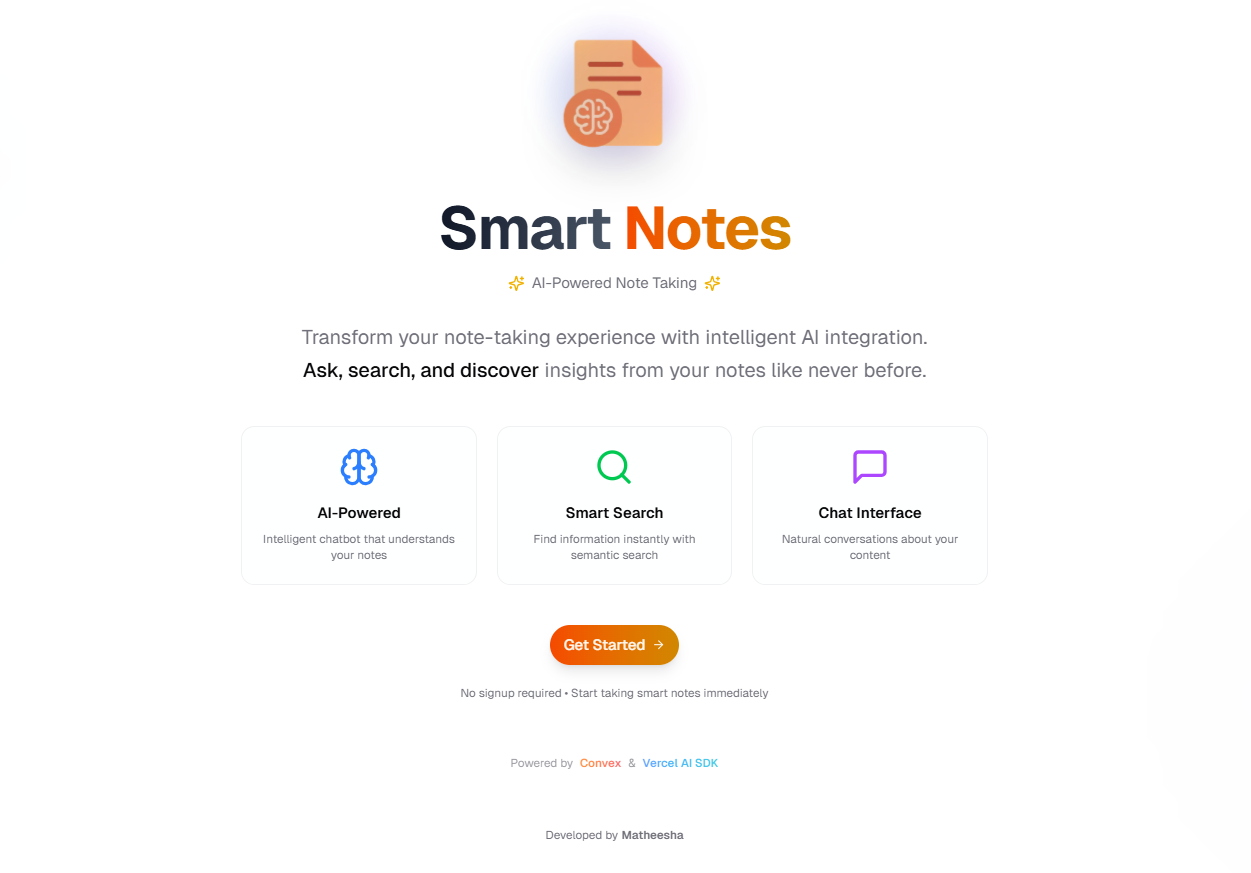 Smart Notes
AI-Powered Note Taking
Transform your note-taking experience with intelligent AI integration.
Ask, search, and discover insights from your notes like never before.
AI-Powered
Intelligent chatbot that understands
your notes
Smart Search
Find information instantly with
semantic search
Chat Interface
Natural conversations about your
content
Get Started →
No signup required • Start taking smart notes immediately
Powered by Convex & Vercel AI SDK
Developed by Matheesha